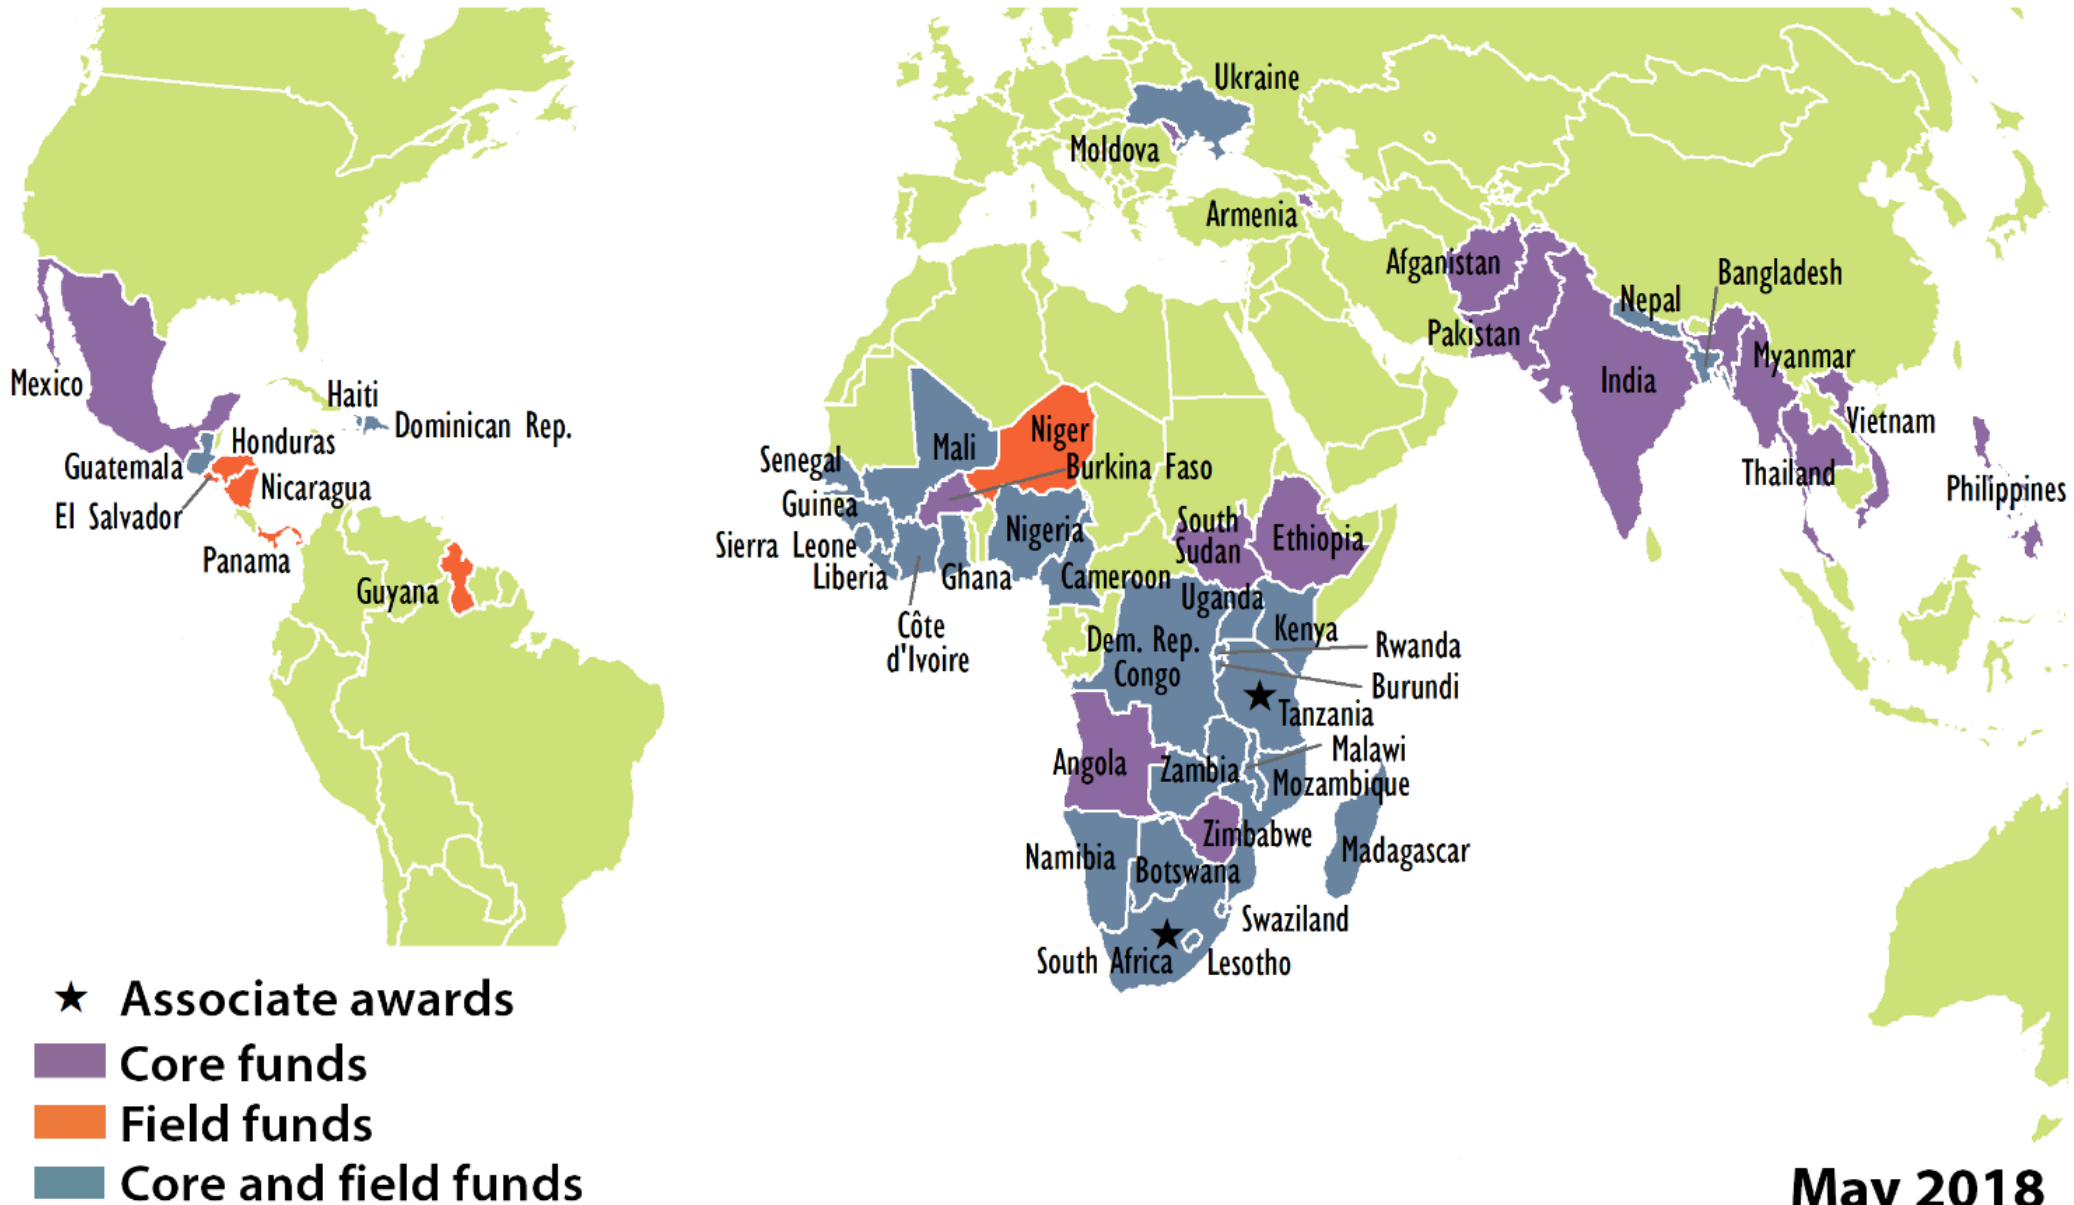 Ukraine
Moldova
Armenia
Afganistan
Bangladesh
Nepal
Pakistan
Myanmar
India
Mexico
Haiti
Dominican Rep.
Vietnam
Niger
Honduras
Mali
Senegal
Burkina Faso
Guatemala
Thailand
Nicaragua
Philippines
Guinea
El Salvador
South
Sudan
Nigeria
Ethiopia
Sierra Leone
Panama
Liberia
Ghana
Cameroon
Guyana
Uganda
Côte
d'Ivoire
Kenya
Dem. Rep.
Congo
Rwanda
Burundi
Tanzania
Malawi
Angola
Zambia
Mozambique
Zimbabwe
Namibia
Madagascar
Botswana
Swaziland
South Africa
Lesotho
Associate awards
Core funds
Field funds
Core and field funds
May 2018